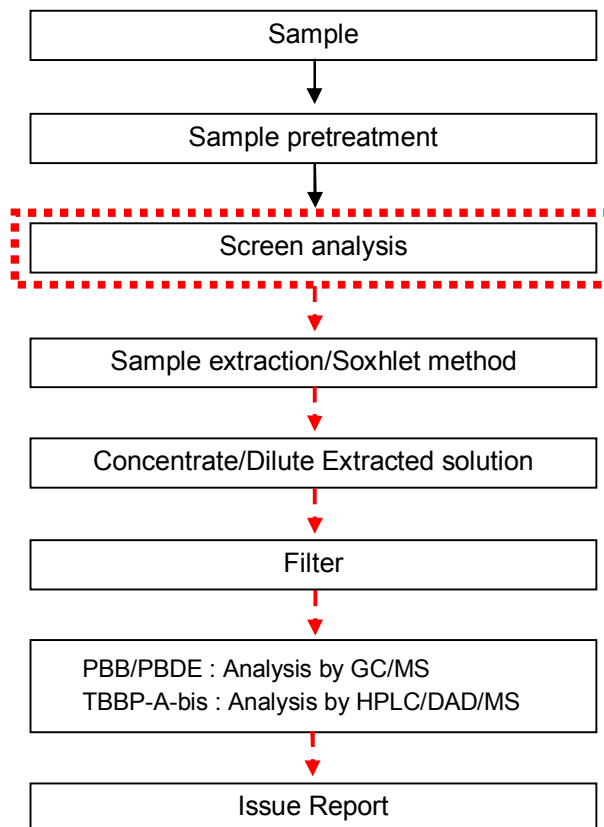 Sample
Sample pretreatment
Screen analysis
Sample extraction/Soxhlet method
Concentrate/Dilute Extracted solution
Filter
PBB/PBDE : Analysis by GC/MS
TBBP-A-bis : Analysis by HPLC/DAD/MS
Issue Report